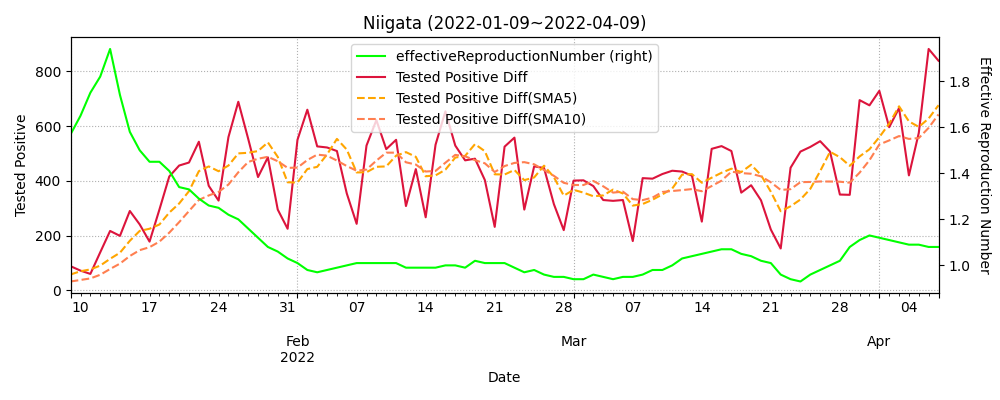 Niigata (2022-01-09~2022-04-09)
effectiveReproductionNumber (right)
Tested Positive Diff
Tested Positive Diff(SMA5)
Tested Positive Diff(SMA10)
Tested Positive
800
600
400
200
0
1.8
1.6
1.4
1.2
1.0
Effective Reproduction Number
10 17 24 31 07 14 21 28 07 14 21 28 04
Feb Mar Apr
2022
Date